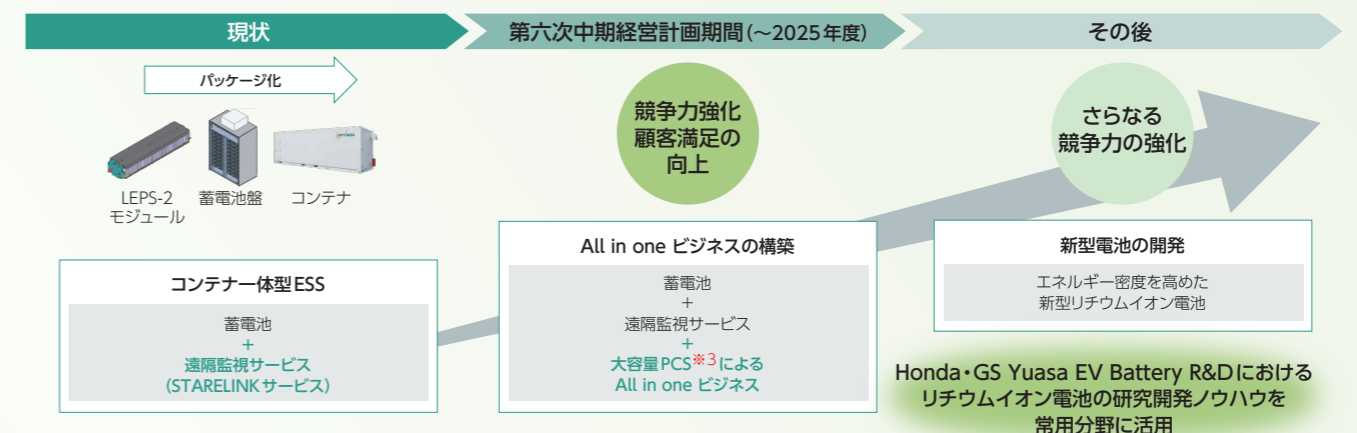 現状
第六次中期経営計画期間(~2025年度)
その後
パッケージ化
LEPS-2
モジュール
蓄電池盤
コンテナ
競争力強化
顧客満足の
向上
さらなる
競争力の強化
コンテナ一体型ESS
蓄電池
+
遠隔監視サービス
(STARELINKサービス)
All in one ビジネスの構築
蓄電池
+
遠隔監視サービス
+
大容量PCS※3による
All in one ビジネス
新型電池の開発
エネルギー密度を高めた
新型リチウムイオン電池
Honda・GS Yuasa EV Battery R&Dにおける
リチウムイオン電池の研究開発ノウハウを
常用分野に活用